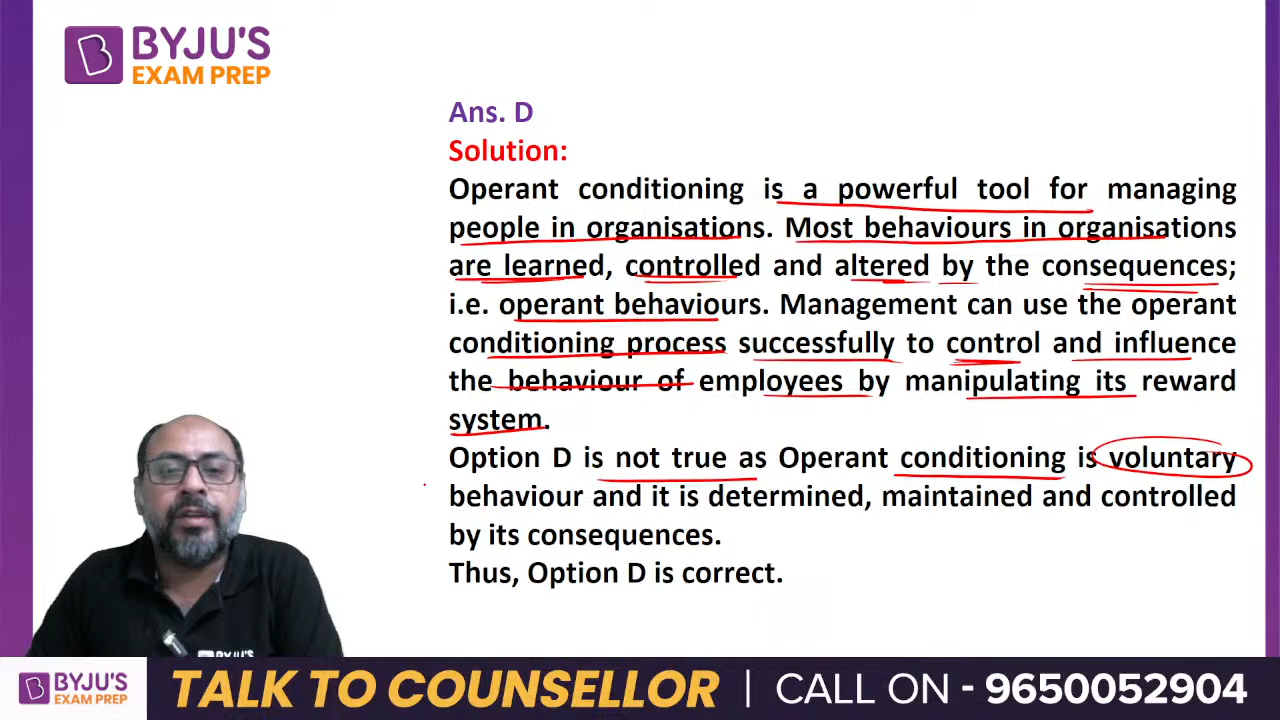 BYJU'S
EXAM PREP
Ans. D
Solution:
Operant conditioning is a powerful tool for managing
people in organisations. Most behaviours in organisations
are learned, controlled and altered by the consequences;
i.e. operant behaviours. Management can use the operant
conditioning process successfully to control and influence
the behaviour of employees by manipulating its reward
system.
Option D is not true as Operant conditioning is voluntary
behaviour and it is determined, maintained and controlled
by its consequences.
Thus, Option D is correct.
BYJU'S
BYJU'S
EXAM PREP
TALK TO COUNSELLOR | CALL ON - 9650052904